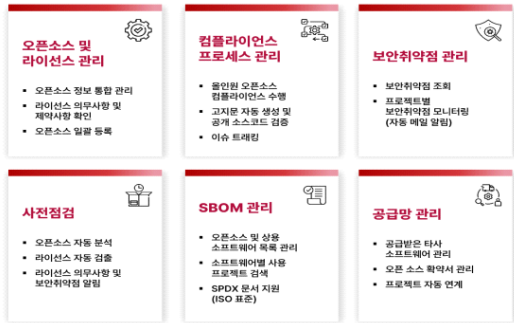 오픈소스 및
라이선스 관리
▪ 오픈소스 정보 통합 관리
▪ 라이선스 의무사항 및
제약사항 확인
▪ 오픈소스 일괄 등록
컴플라이언스
프로세스 관리
▪ 올인원 오픈소스
컴플라이언스 수행
▪ 고지문 자동 생성 및
공개 소스코드 검증
▪ 이슈 트래킹
보안취약점 관리
▪ 보안취약점 조회
▪ 프로젝트별
보안취약점 모니터링
(자동 메일 알림)
사전점검
▪ 오픈소스 자동 분석
▪ 라이선스 자동 검출
▪ 라이선스 의무사항 및
보안취약점 알림
SBOM 관리
▪ 오픈소스 및 상용
소프트웨어 목록 관리
▪ 소프트웨어별 사용
프로젝트 검색
▪ SPDX 문서 지원
(ISO 표준)
공급망 관리
▪ 공급받은 타사
소프트웨어 관리
▪ 오픈 소스 확약서 관리
▪ 프로젝트 자동 연계